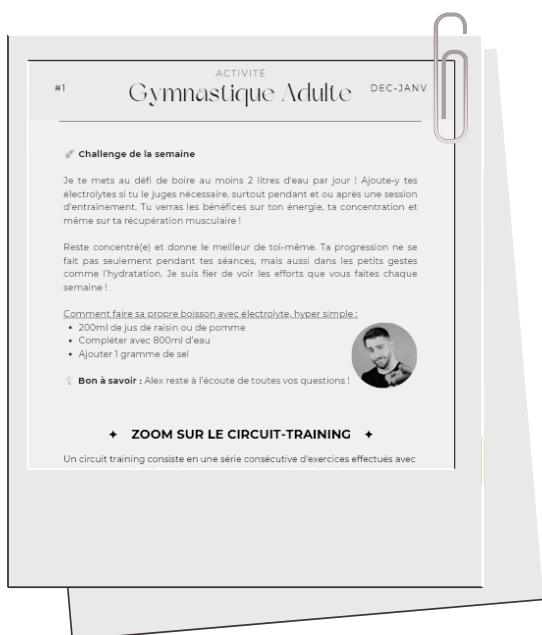 ACTIVITÉ
#1 Gymnastique Adulte DEC-JANV
Challenge de la semaine
Je te mets au défi de boire au moins 2 litres d'eau par jour ! Ajoute-y tes
électrolytes si tu le juges nécessaire, surtout pendant et ou après une session
d'entraînement. Tu verras les bénéfices sur ton énergie, ta concentration et
même sur ta récupération musculaire !
Reste concentré(e) et donne le meilleur de toi-même. Ta progression ne se
fait pas seulement pendant tes séances, mais aussi dans les petits gestes
comme l'hydratation. Je suis fier de voir les efforts que vous faites chaque
semaine !
Comment faire sa propre boisson avec électrolyte, hyper simple :
• 200ml de jus de raisin ou de pomme
• Compléter avec 800ml d'eau
• Ajouter 1 gramme de sel
Bon à savoir : Alex reste à l'écoute de toutes vos questions !
✦ ZOOM SUR LE CIRCUIT-TRAINING ✦
Un circuit training consiste en une série consécutive d'exercices effectués avec